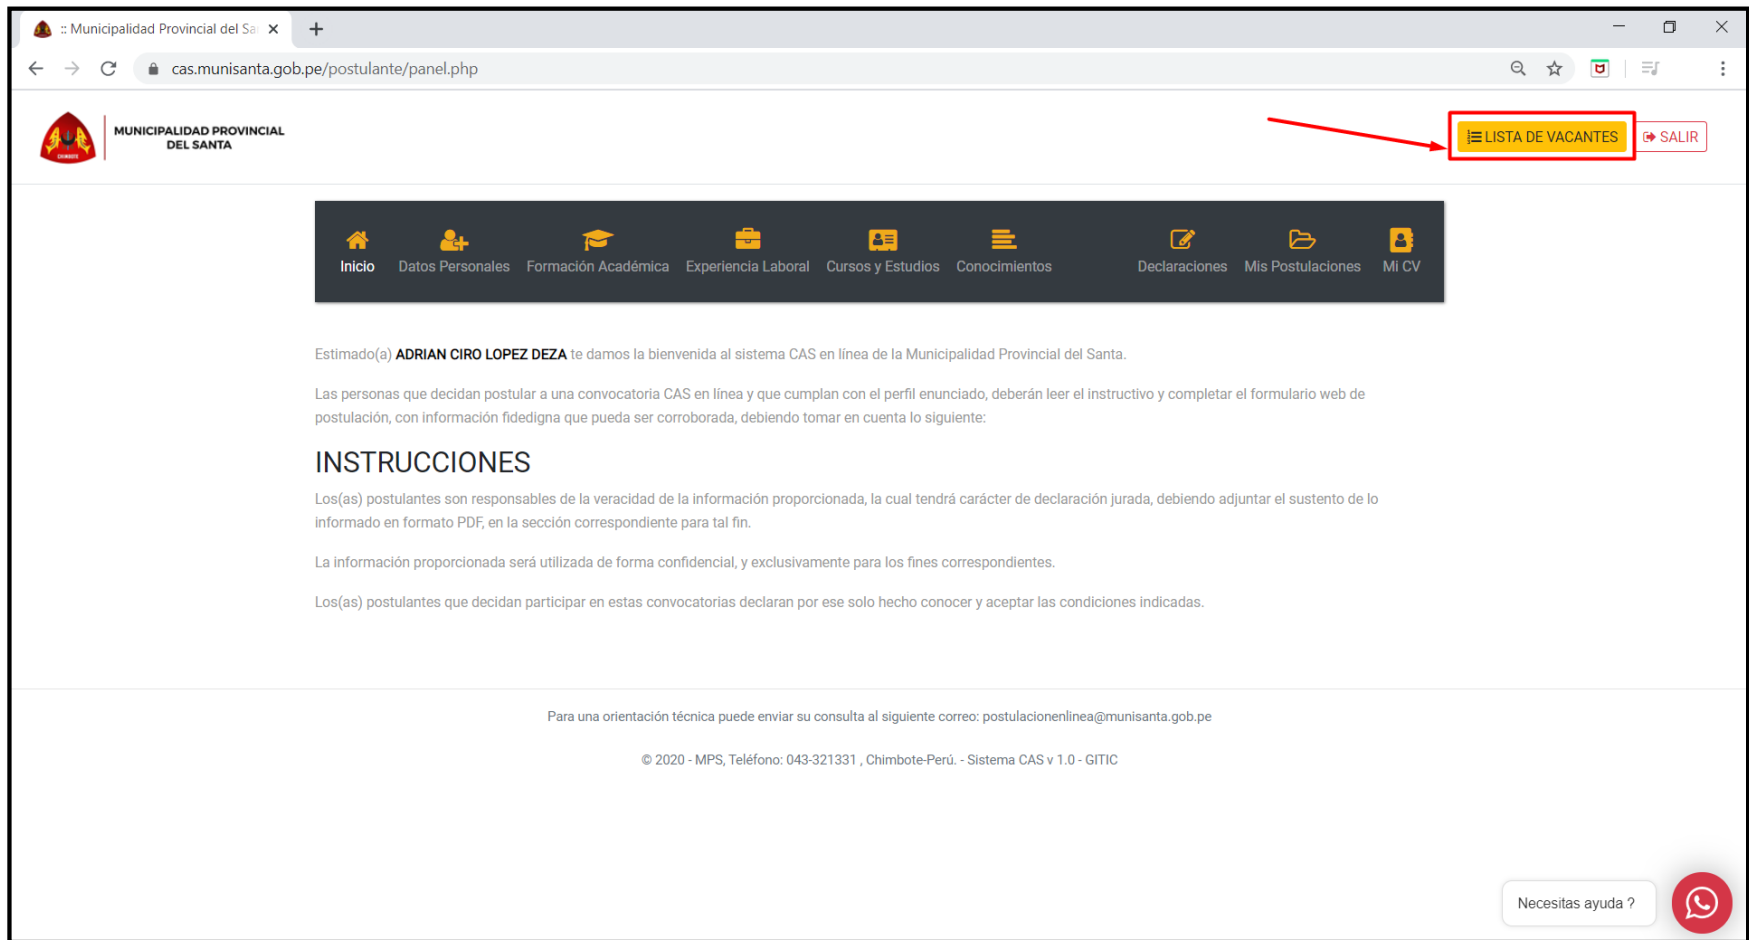 :: Municipalidad Provincial del Sa
cas.munisanta.gob.pe/postulante/panel.php
MUNICIPALIDAD PROVINCIAL
DEL SANTA
CHIMBOTE
LISTA DE VACANTES
SALIR
Inicio
Datos Personales
Formación Académica
Experiencia Laboral
Cursos y Estudios
Conocimientos
Declaraciones
Mis Postulaciones
Mi CV
Estimado(a) ADRIAN CIRO LOPEZ DEZA te damos la bienvenida al sistema CAS en línea de la Municipalidad Provincial del Santa.
Las personas que decidan postular a una convocatoria CAS en línea y que cumplan con el perfil enunciado, deberán leer el instructivo y completar el formulario web de
postulación, con información fidedigna que pueda ser corroborada, debiendo tomar en cuenta lo siguiente:
INSTRUCCIONES
Los(as) postulantes son responsables de la veracidad de la información proporcionada, la cual tendrá carácter de declaración jurada, debiendo adjuntar el sustento de lo
informado en formato PDF, en la sección correspondiente para tal fin.
La información proporcionada será utilizada de forma confidencial, y exclusivamente para los fines correspondientes.
Los(as) postulantes que decidan participar en estas convocatorias declaran por ese solo hecho conocer y aceptar las condiciones indicadas.
Para una orientación técnica puede enviar su consulta al siguiente correo: postulacionenlinea@munisanta.gob.pe
© 2020 - MPS, Teléfono: 043-321331 , Chimbote-Perú. - Sistema CAS v 1.0 - GITIC
Necesitas ayuda ?